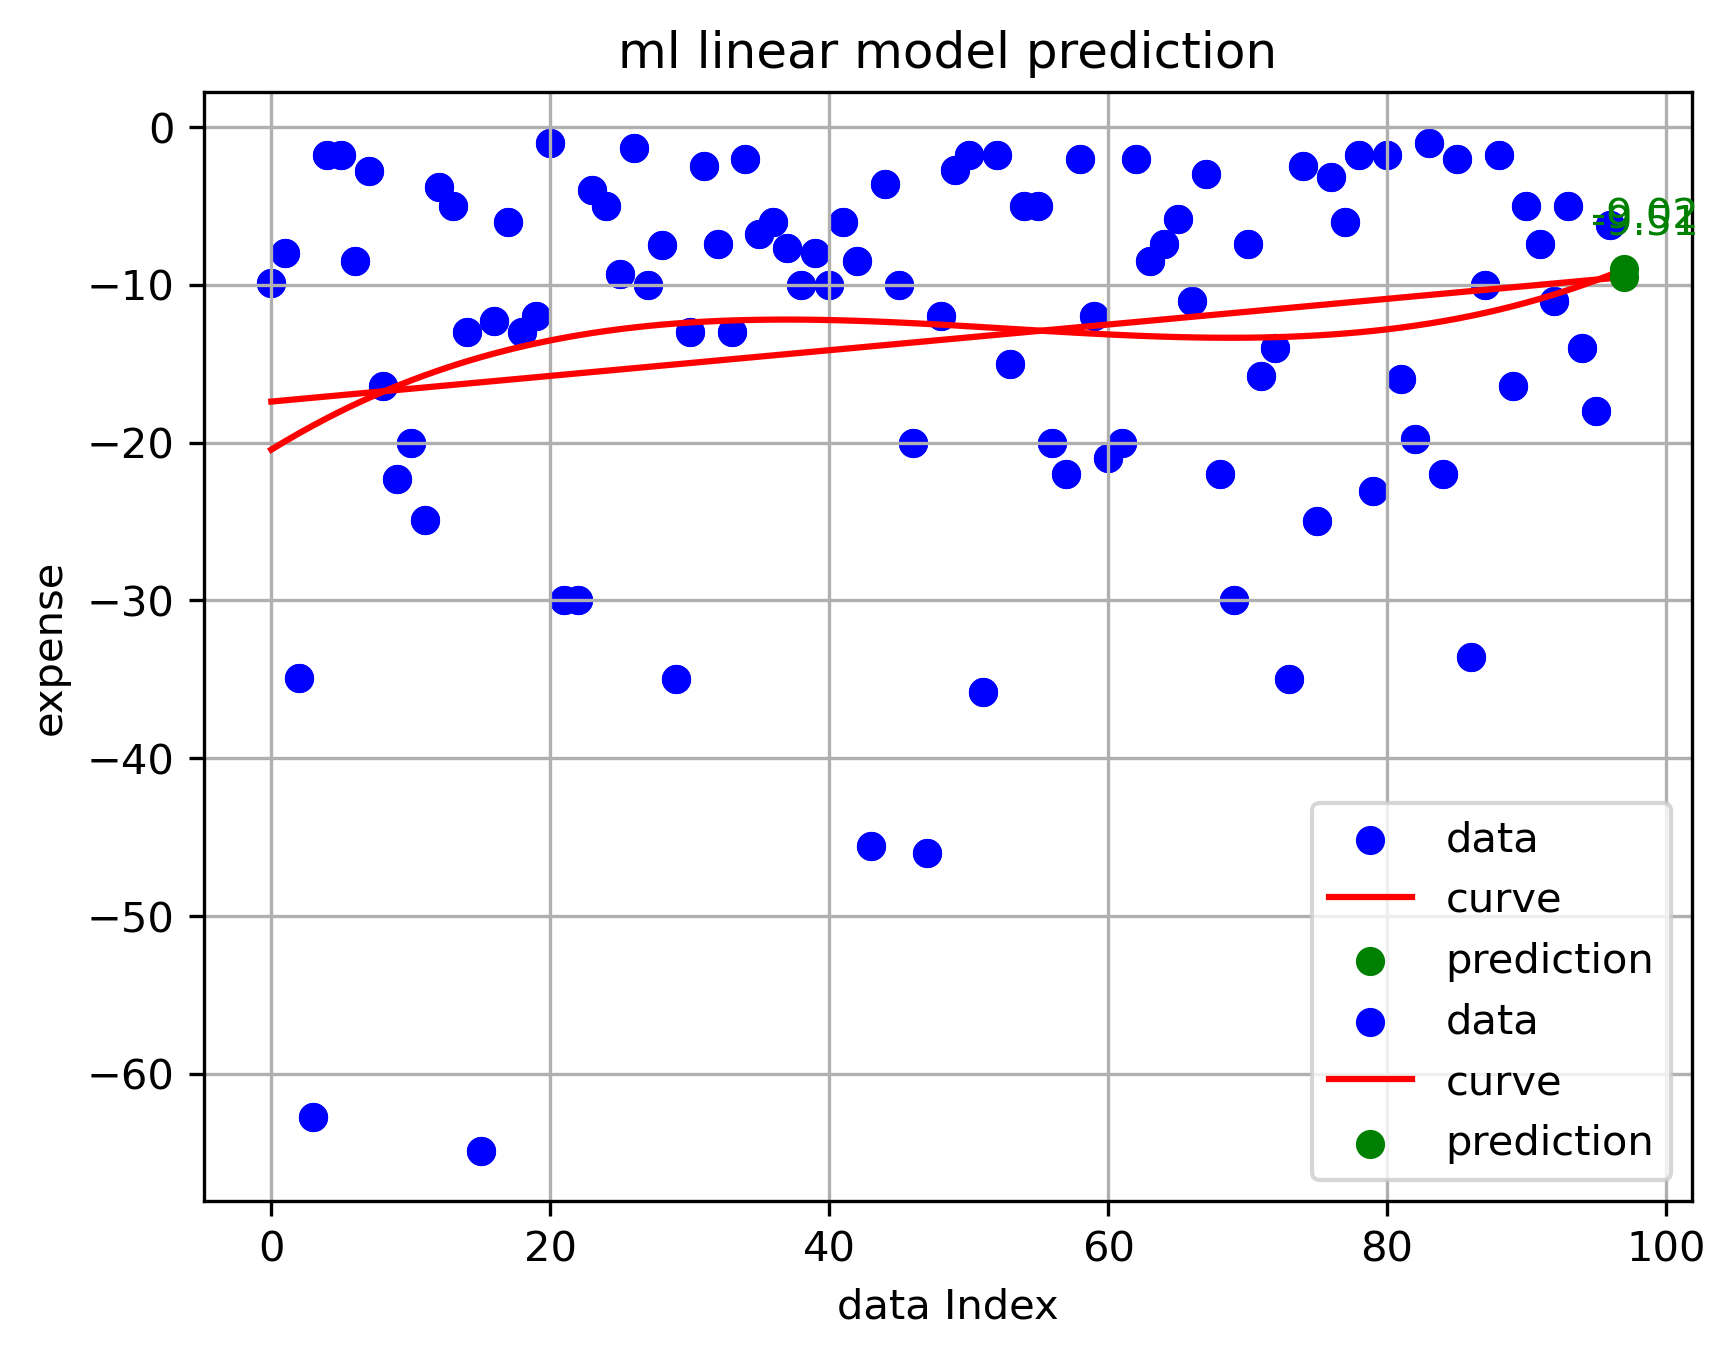 ml linear model prediction
0
−10
−20
−30
−40
−50
−60
expense
0
20
40
60
80
100
data Index
data
curve
prediction
data
curve
prediction